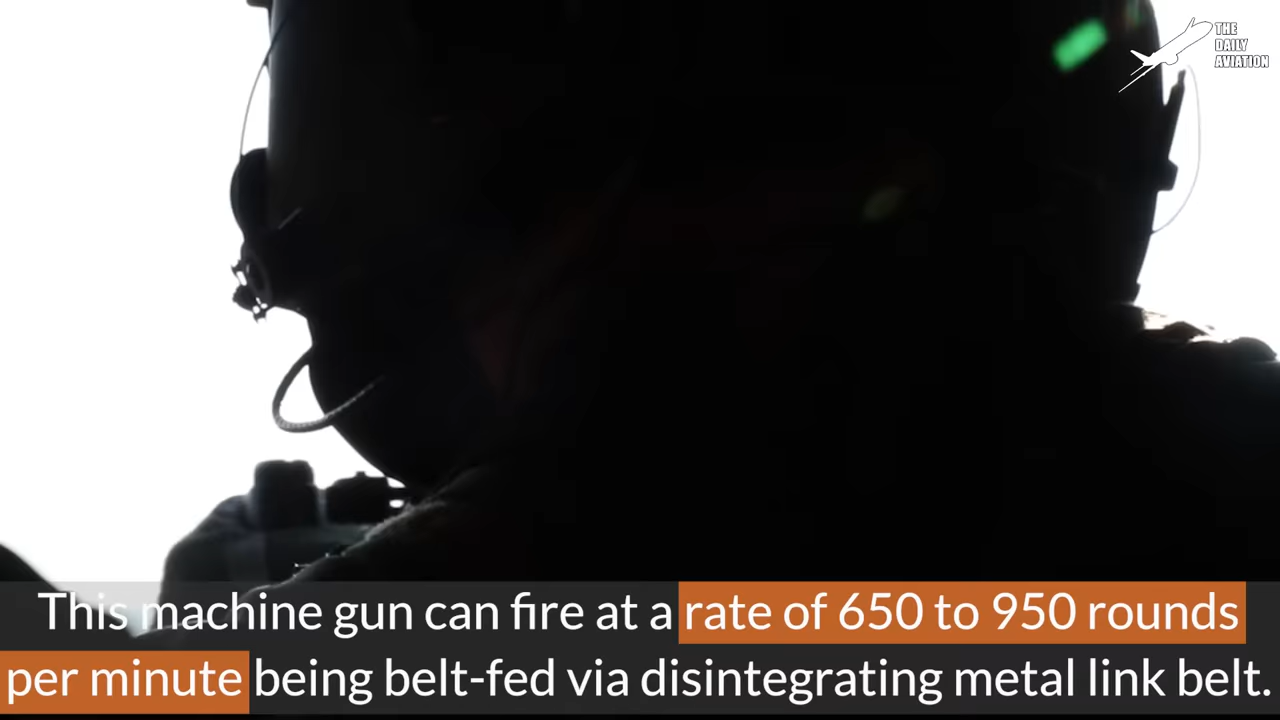 THE
DAILY
AVIATION
This machine gun can fire at a rate of 650 to 950 rounds
per minute being belt-fed via disintegrating metal link belt.